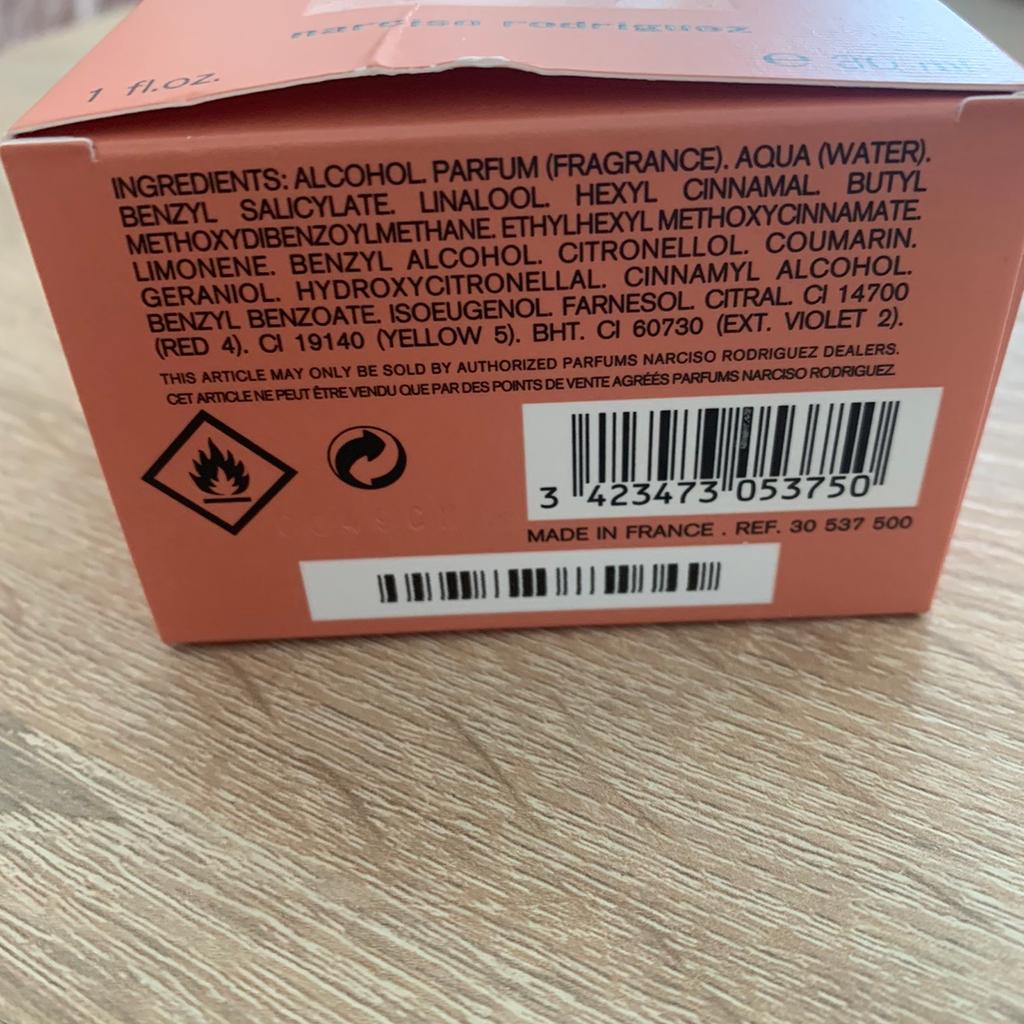 narciso rodriguez
1 fl.oz.
e 30 ml
INGREDIENTS: ALCOHOL. PARFUM (FRAGRANCE). AQUA (WATER).
BENZYL SALICYLATE. LINALOOL. HEXYL CINNAMAL. BUTYL
METHOXYDIBENZOYLMETHANE. ETHYLHEXYL METHOXYCINNAMATE.
LIMONENE. BENZYL ALCOHOL. CITRONELLOL. COUMARIN.
GERANIOL. HYDROXYCITRONELLAL. CINNAMYL ALCOHOL.
BENZYL BENZOATE. ISOEUGENOL. FARNESOL. CITRAL. CI 14700
(RED 4). CI 19140 (YELLOW 5). BHT. CI 60730 (EXT. VIOLET 2).
THIS ARTICLE MAY ONLY BE SOLD BY AUTHORIZED PARFUMS NARCISO RODRIGUEZ DEALERS.
CET ARTICLE NE PEUT ÊTRE VENDU QUE PAR DES POINTS DE VENTE AGRÉÉS PARFUMS NARCISO RODRIGUEZ.
3 423473 053750
MADE IN FRANCE . REF. 30 537 500